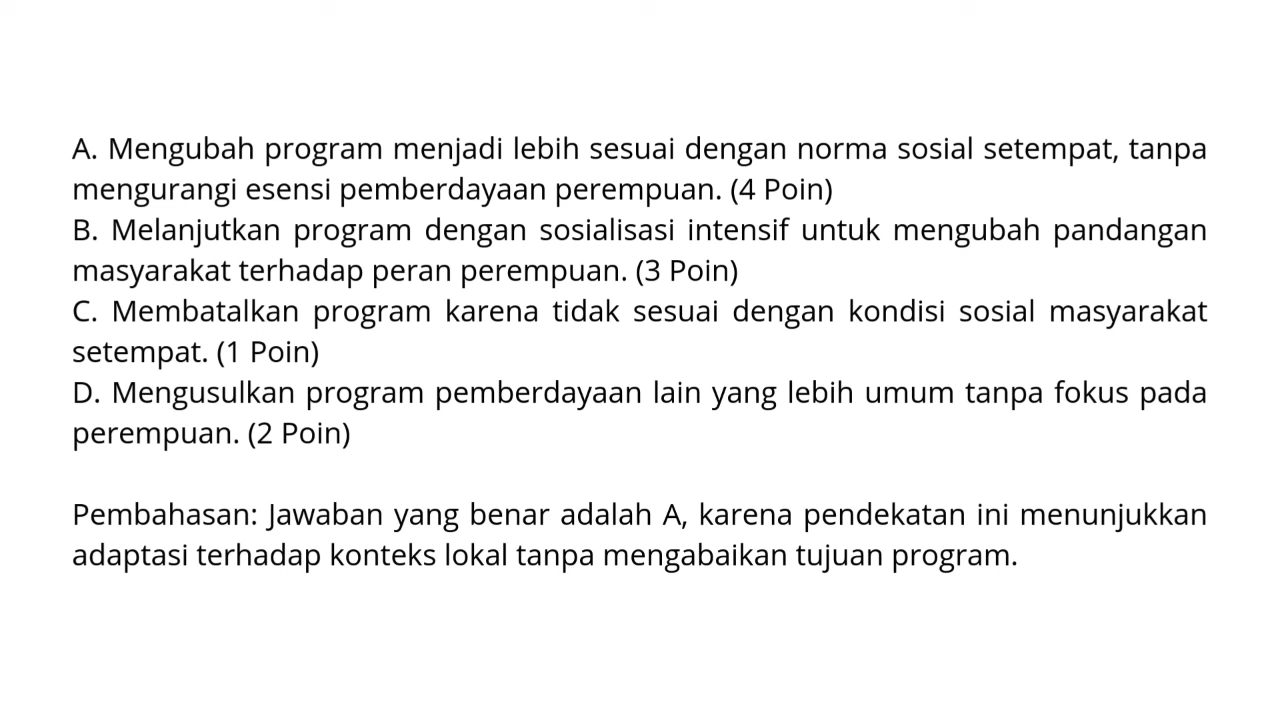 A. Mengubah program menjadi lebih sesuai dengan norma sosial setempat, tanpa
mengurangi esensi pemberdayaan perempuan. (4 Poin)
B. Melanjutkan program dengan sosialisasi intensif untuk mengubah pandangan
masyarakat terhadap peran perempuan. (3 Poin)
C. Membatalkan program karena tidak sesuai dengan kondisi sosial masyarakat
setempat. (1 Poin)
D. Mengusulkan program pemberdayaan lain yang lebih umum tanpa fokus pada
perempuan. (2 Poin)
Pembahasan: Jawaban yang benar adalah A, karena pendekatan ini menunjukkan
adaptasi terhadap konteks lokal tanpa mengabaikan tujuan program.